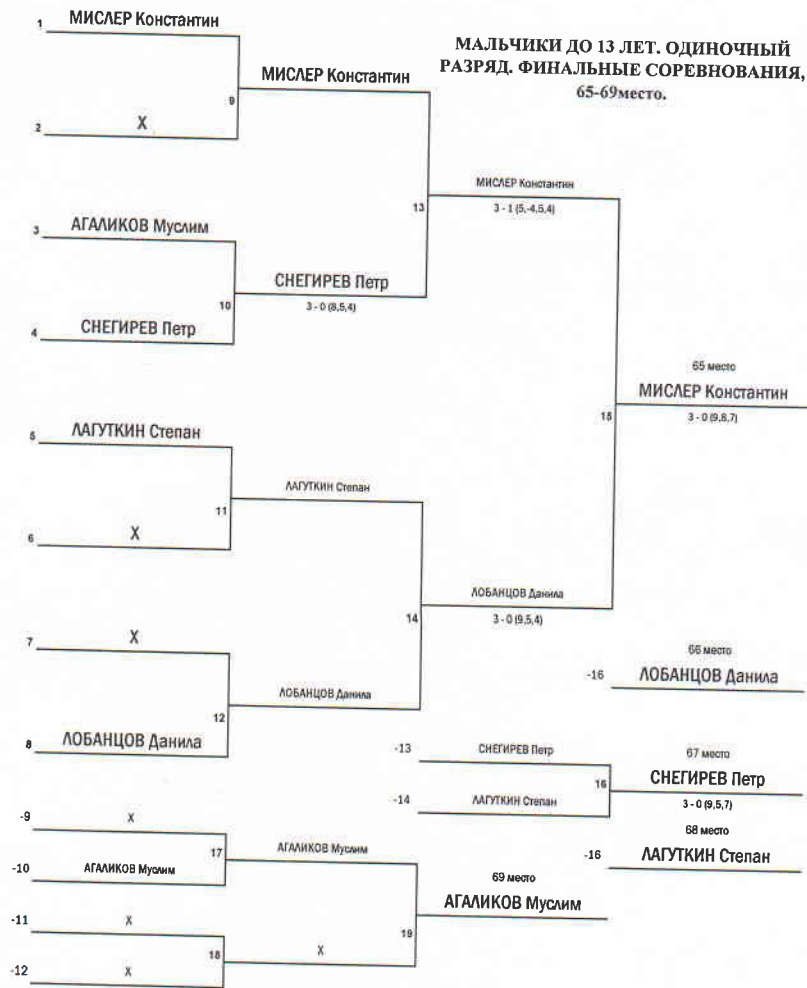 МАЛЬЧИКИ ДО 13 ЛЕТ. ОДИНОЧНЫЙ
РАЗРЯД. ФИНАЛЬНЫЕ СОРЕВНОВАНИЯ,
65-69место.
1 МИСЛЕР Константин
9 МИСЛЕР Константин
2 X
13 МИСЛЕР Константин
3 - 1 (5,-4,5,4)
3 АГАЛИКОВ Муслим
10 СНЕГИРЕВ Петр
3 - 0 (8,5,4)
4 СНЕГИРЕВ Петр
65 место
15 МИСЛЕР Константин
3 - 0 (9,8,7)
5 ЛАГУТКИН Степан
11 ЛАГУТКИН Степан
6 X
14 ЛОБАНЦОВ Данила
3 - 0 (9,5,4)
7 X
12 ЛОБАНЦОВ Данила
8 ЛОБАНЦОВ Данила
66 место
-16 ЛОБАНЦОВ Данила
-13 СНЕГИРЕВ Петр
67 место
16 СНЕГИРЕВ Петр
3 - 0 (9,5,7)
-14 ЛАГУТКИН Степан
68 место
-16 ЛАГУТКИН Степан
-9 X
17 АГАЛИКОВ Муслим
-10 АГАЛИКОВ Муслим
69 место
19 АГАЛИКОВ Муслим
-11 X
18 X
-12 X